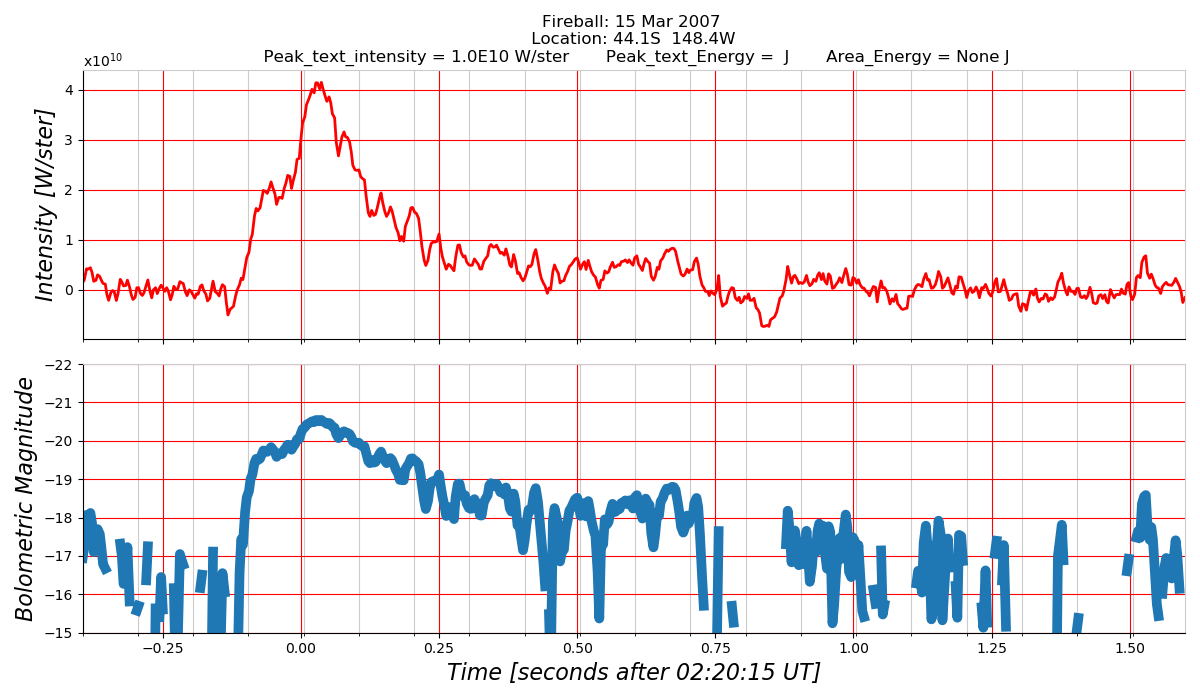 Fireball: 15 Mar 2007
Location: 44.1S  148.4W
Peak_text_intensity = 1.0E10 W/ster       Peak_text_Energy =  J       Area_Energy = None J
x10¹⁰
4
3
2
1
0
Intensity [W/ster]
−22
−21
−20
−19
−18
−17
−16
−15
Bolometric Magnitude
−0.25 0.00 0.25 0.50 0.75 1.00 1.25 1.50
Time [seconds after 02:20:15 UT]